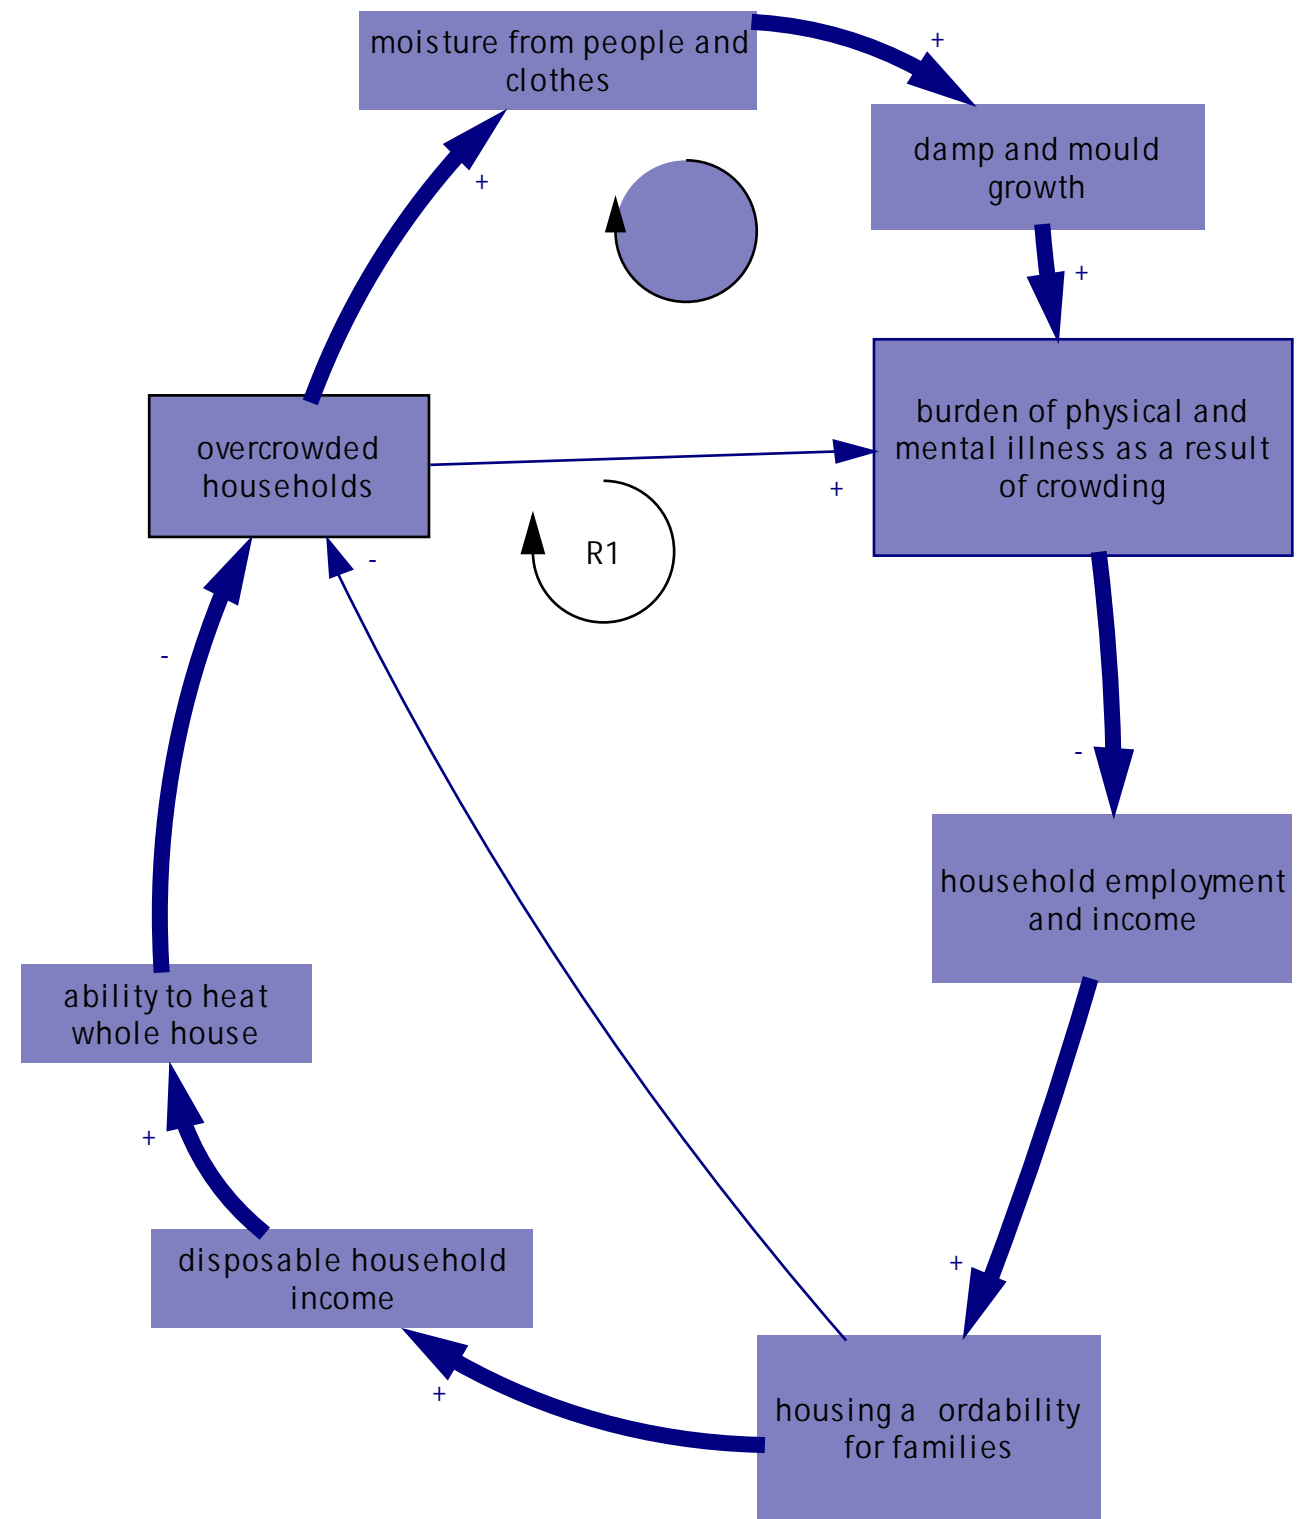 moisture from people and
clothes
+
+
damp and mould
growth
+
burden of physical and
mental illness as a result
of crowding
overcrowded
households
+
-
R1
-
-
household employment
and income
ability to heat
whole house
+
+
disposable household
income
+
housing a ordability
for families